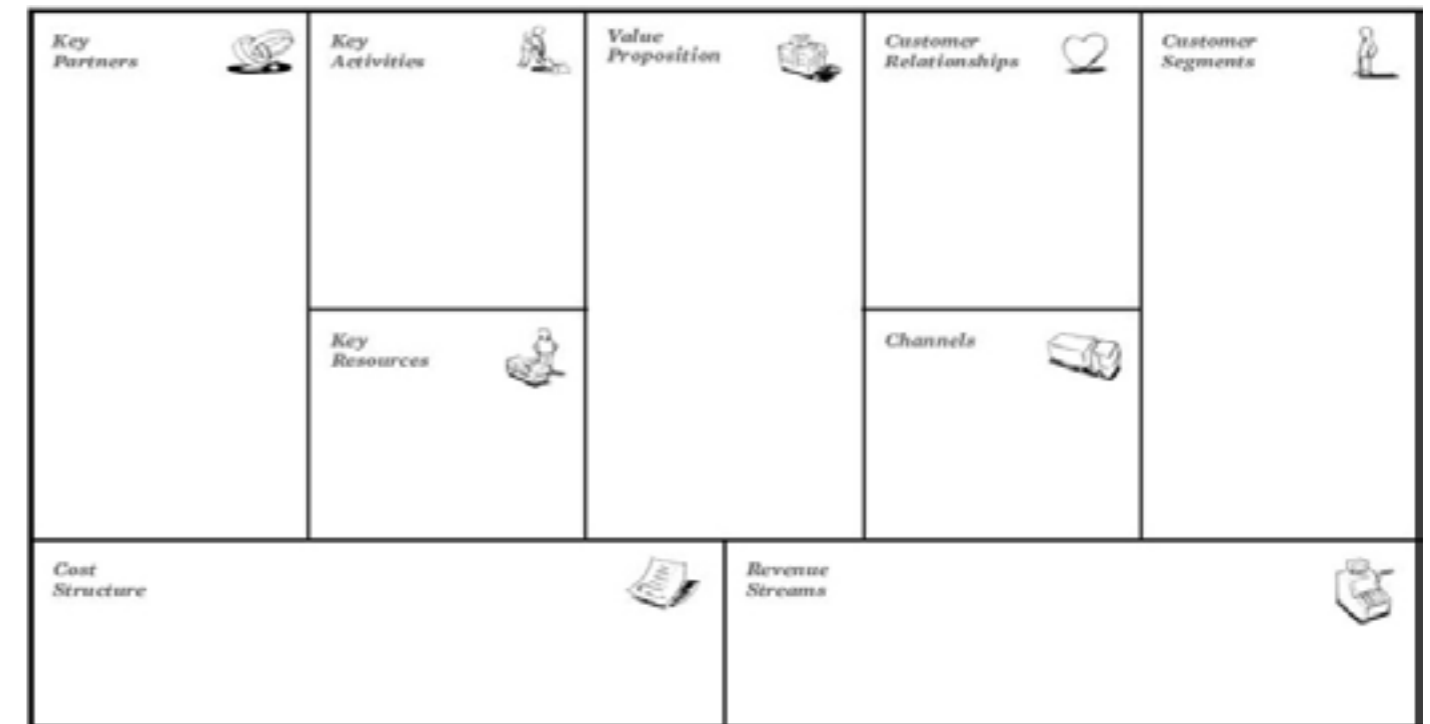 Key
Partners
Key
Activities
Key
Resources
Value
Proposition
Customer
Relationships
Channels
Customer
Segments
Cost
Structure
Revenue
Streams